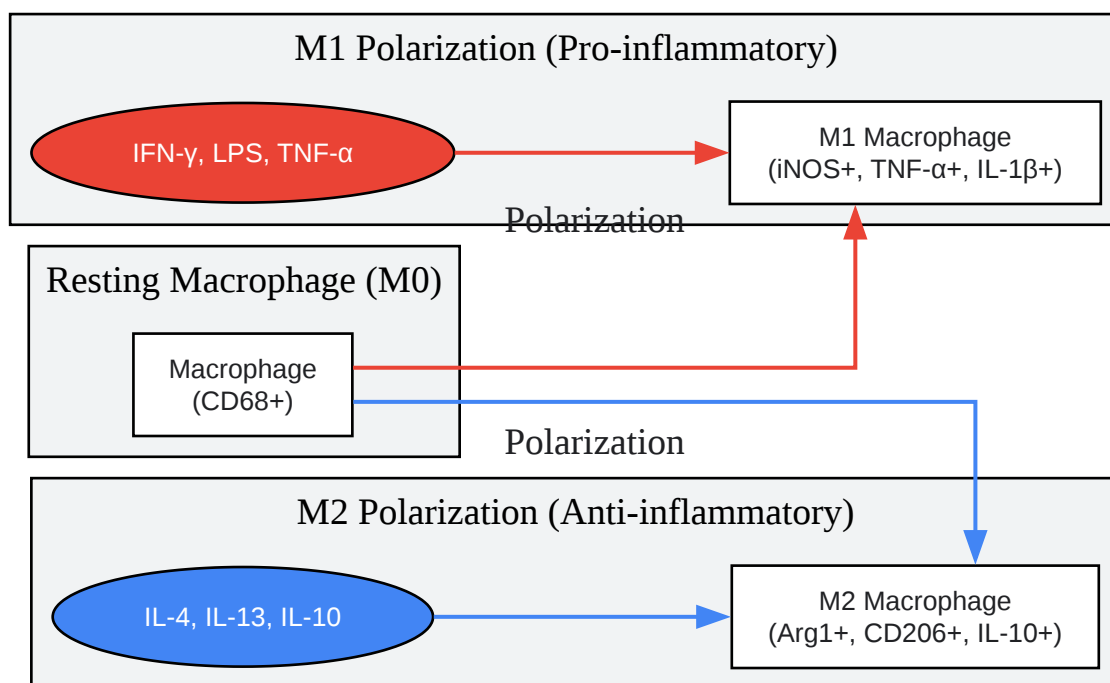 M1 Polarization (Pro-inflammatory)
IFN-γ, LPS, TNF-α
M1 Macrophage
(iNOS+, TNF-α+, IL-1β+)
Polarization
Resting Macrophage (M0)
Macrophage
(CD68+)
Polarization
M2 Polarization (Anti-inflammatory)
IL-4, IL-13, IL-10
M2 Macrophage
(Arg1+, CD206+, IL-10+)